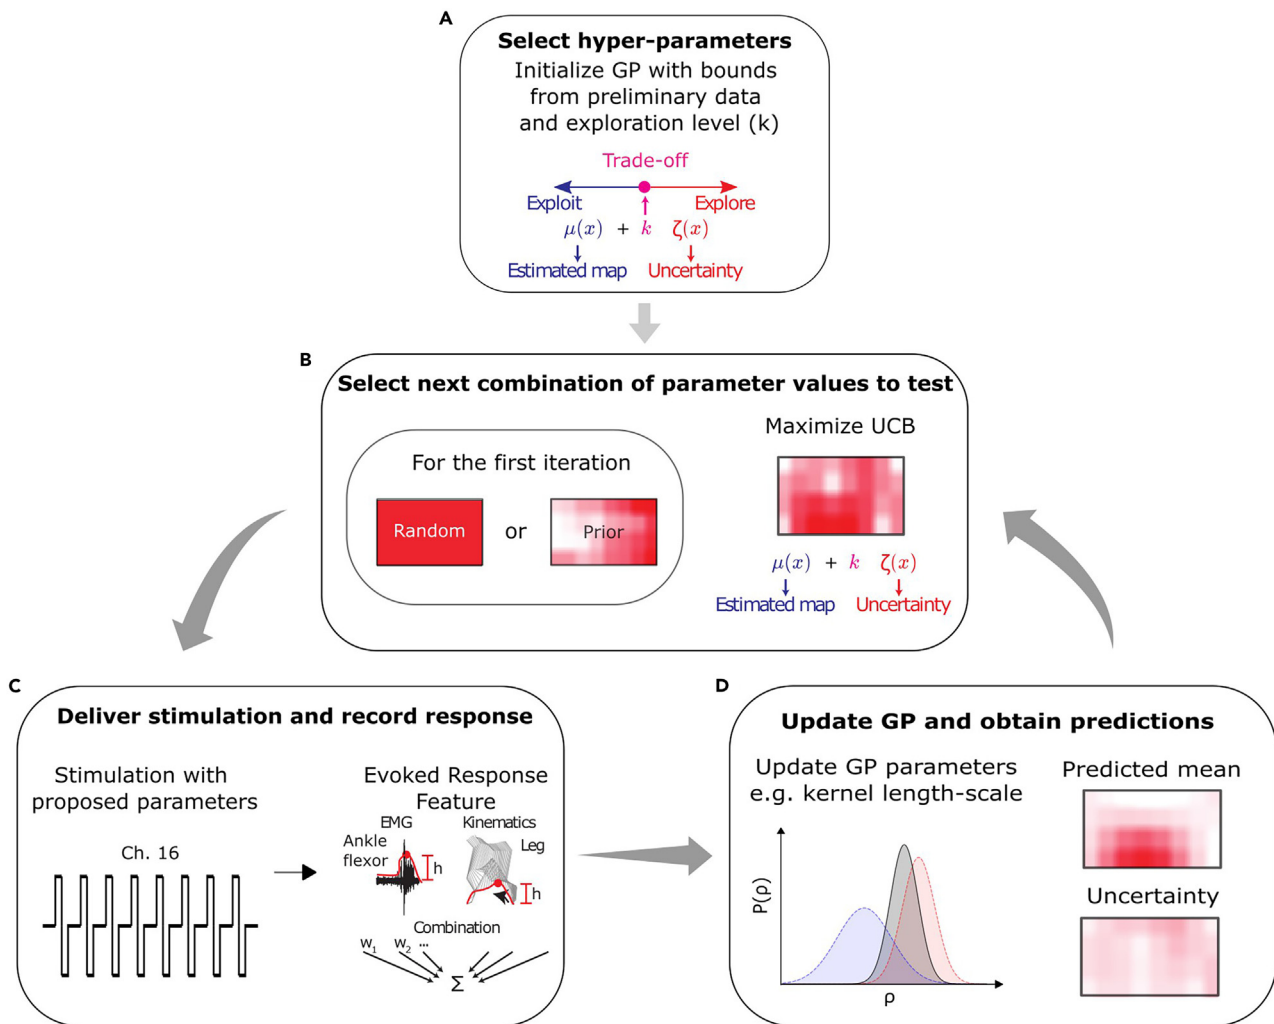 A
Select hyper-parameters
Initialize GP with bounds
from preliminary data
and exploration level (k)
Trade-off
Exploit
Explore
μ(x) + k ζ(x)
Estimated map
Uncertainty
B
Select next combination of parameter values to test
For the first iteration
Random
or
Prior
Maximize UCB
μ(x) + k ζ(x)
Estimated map
Uncertainty
C
Deliver stimulation and record response
Stimulation with
proposed parameters
Ch. 16
Evoked Response
Feature
EMG
Ankle
flexor
h
Kinematics
Leg
h
Combination
w1 w2 ...
Σ
D
Update GP and obtain predictions
Update GP parameters
e.g. kernel length-scale
P(ρ)
ρ
Predicted mean
Uncertainty